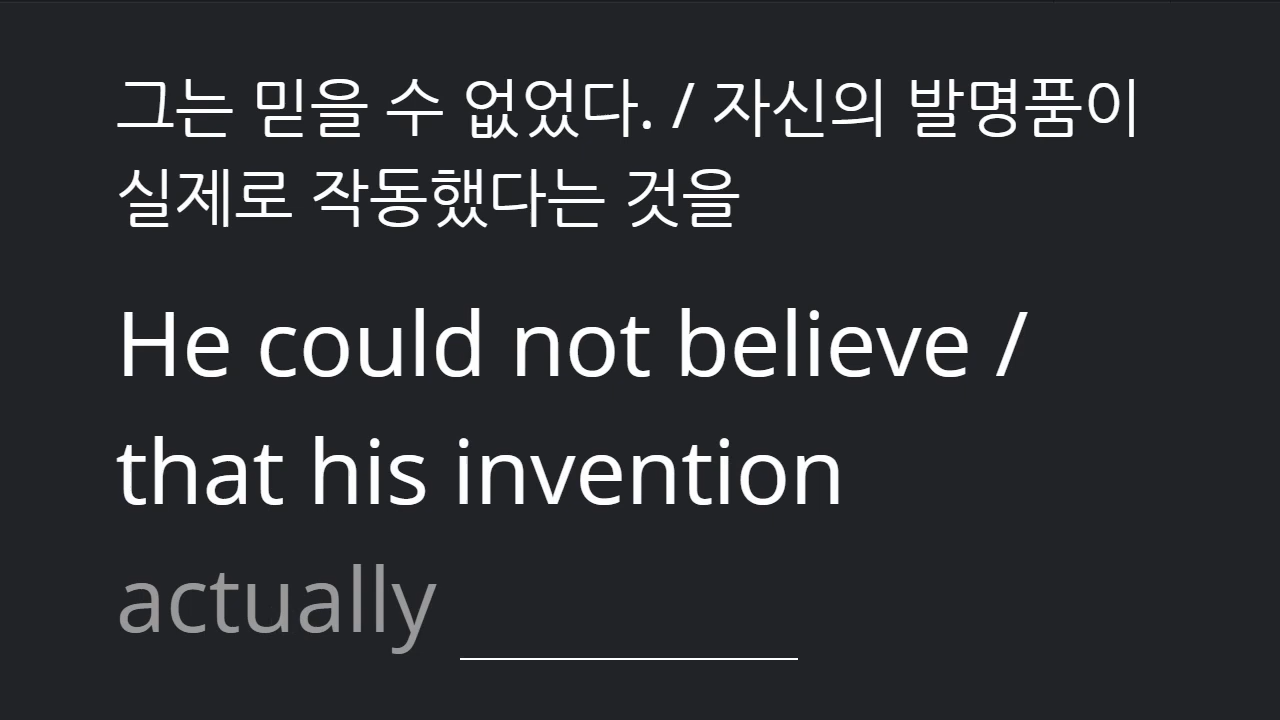 그는 믿을 수 없었다. / 자신의 발명품이
실제로 작동했다는 것을
He could not believe /
that his invention
actually